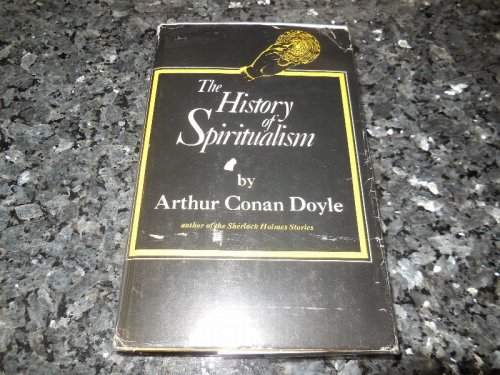 The
History
of
Spiritualism
by
Arthur Conan Doyle
author of the Sherlock Holmes Stories